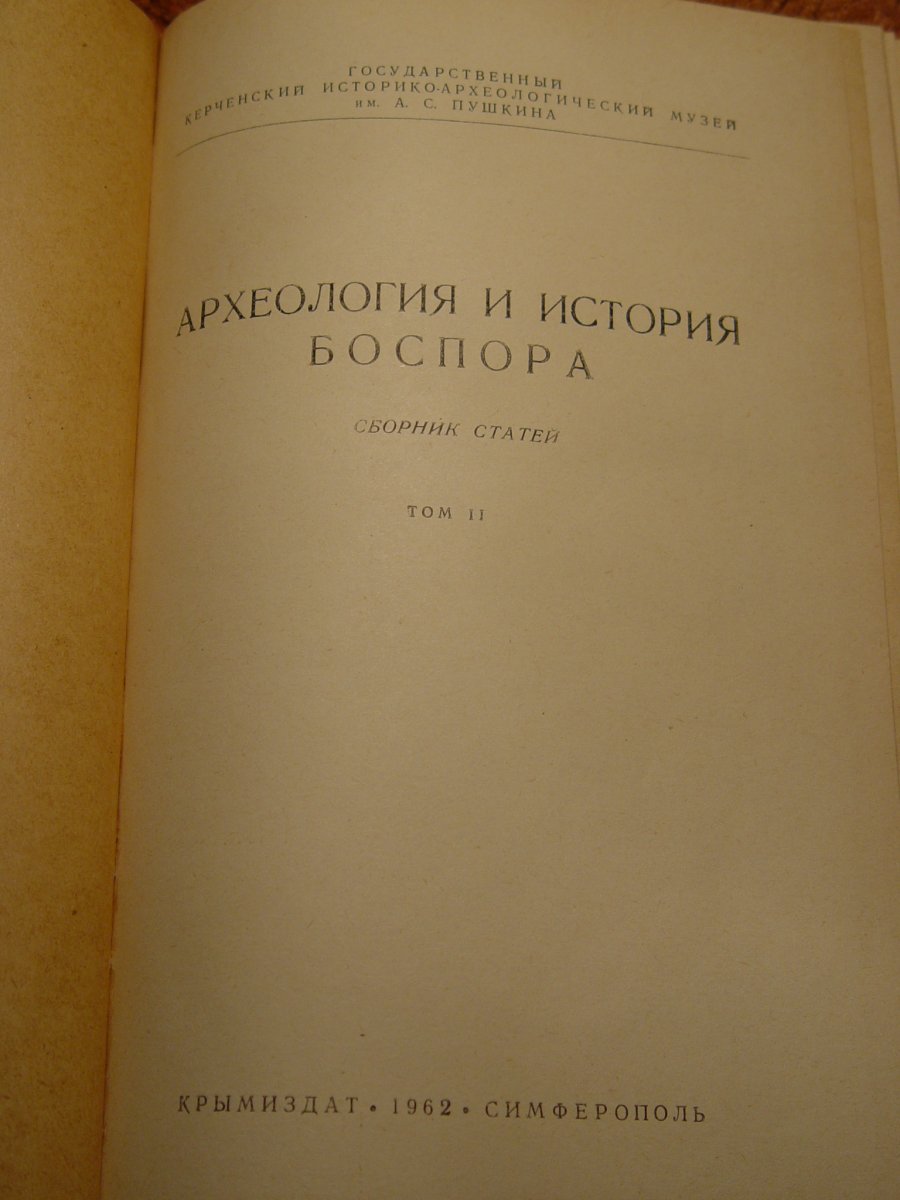 ГОСУДАРСТВЕННЫЙ
КЕРЧЕНСКИЙ ИСТОРИКО-АРХЕОЛОГИЧЕСКИЙ МУЗЕЙ
им. А. С. ПУШКИНА
АРХЕОЛОГИЯ И ИСТОРИЯ
БОСПОРА
СБОРНИК СТАТЕЙ
ТОМ II
КРЫМИЗДАТ • 1962 • СИМФЕРОПОЛЬ